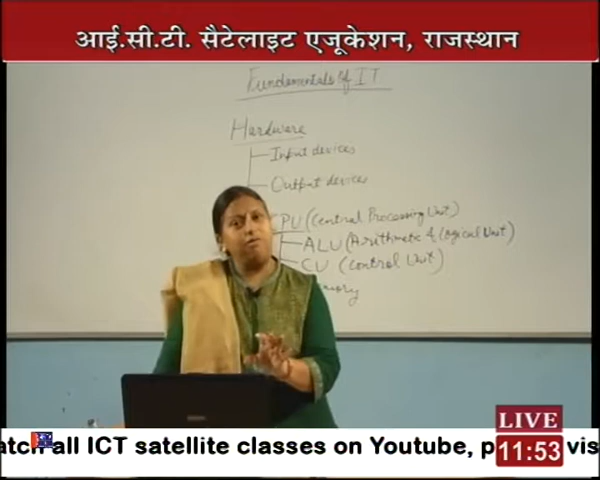 आई.सी.टी. सैटेलाइट एजूकेशन, राजस्थान
Fundamentals of IT
Hardware
Input devices
Output devices
PU (Central Processing Unit)
ALU (Arithmetic & Logical Unit)
CU (Control Unit)
all ICT satellite classes on Youtube,
LIVE
11:53